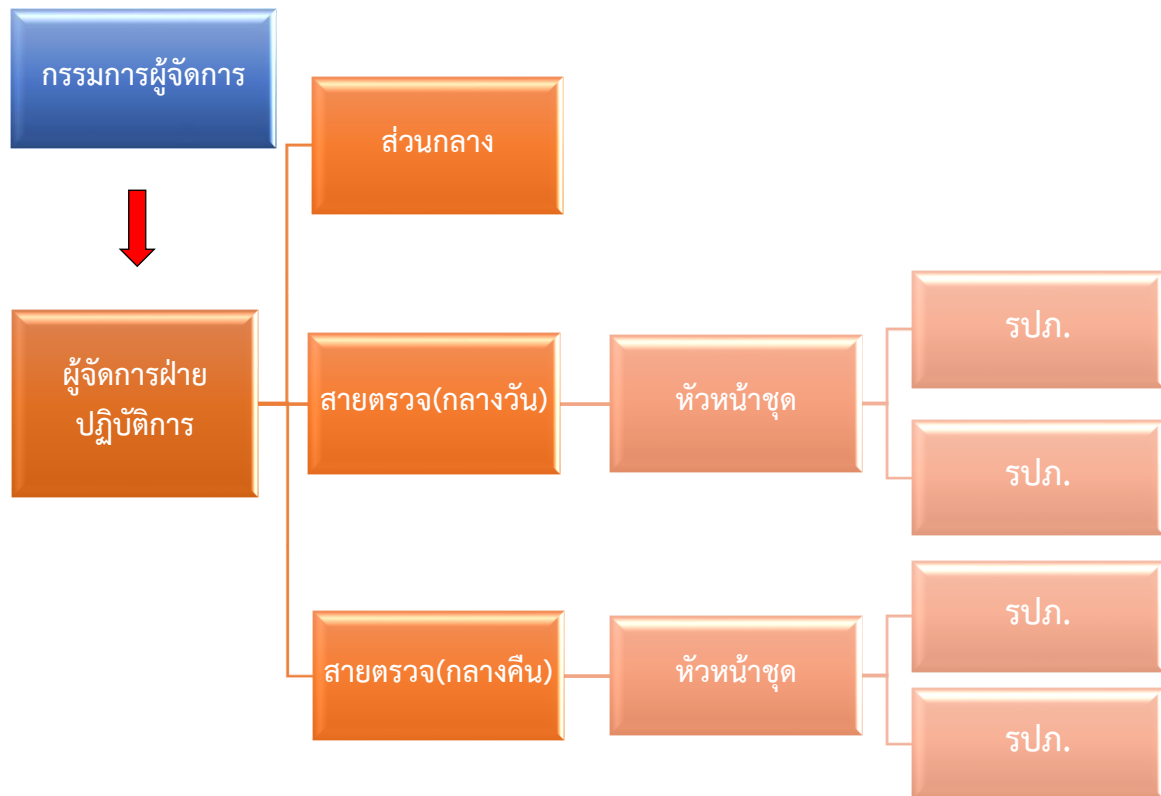 กรรมการผู้จัดการ
ส่วนกลาง
ผู้จัดการฝ่าย
ปฏิบัติการ
สายตรวจ(กลางวัน)
หัวหน้าชุด
รปภ.
รปภ.
สายตรวจ(กลางคืน)
หัวหน้าชุด
รปภ.
รปภ.